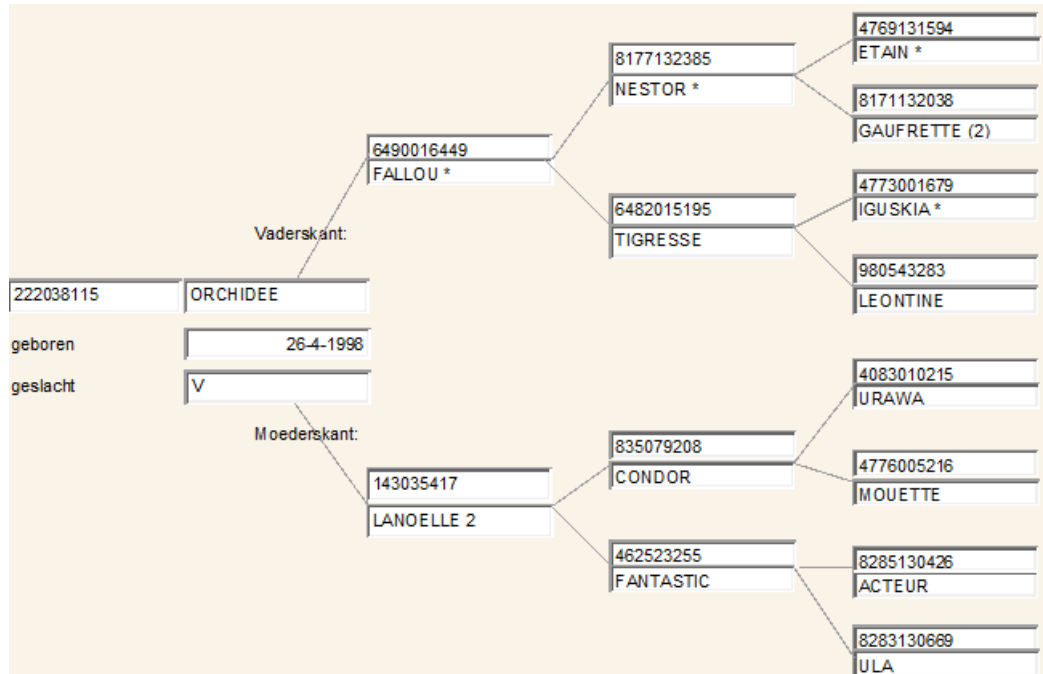 4769131594
ETAIN *
8177132385
NESTOR *
8171132038
GAUFRETTE (2)
6490016449
FALLOU *
4773001679
IGUSKIA *
6482015195
TIGRESSE
Vaderskant:
980543283
LEONTINE
222038115 ORCHIDEE
geboren 26-4-1998
geslacht V
4083010215
URAWA
Moederskant:
835079208
CONDOR
4776005216
MOUETTE
143035417
LANOELLE 2
462523255
FANTASTIC
8285130426
ACTEUR
8283130669
ULA